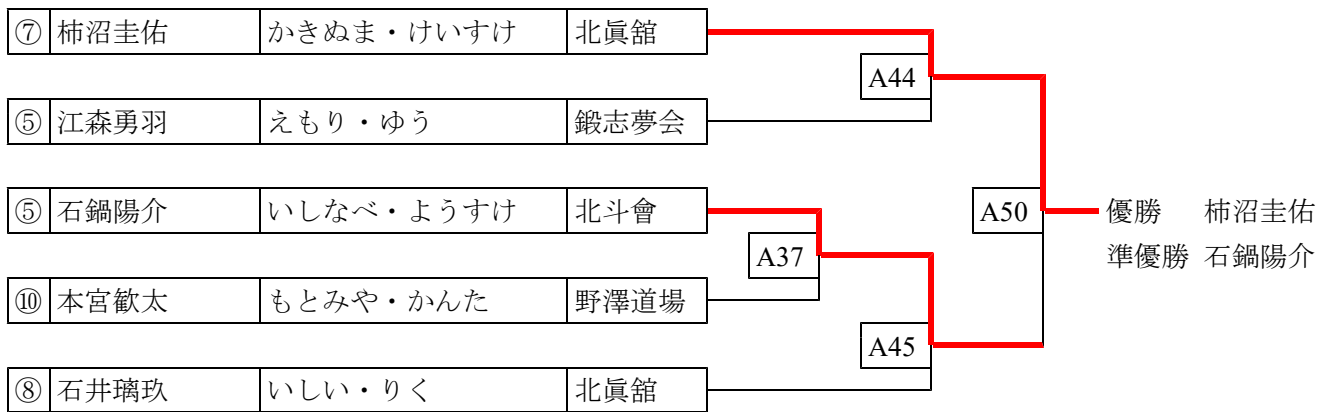 ⑦ 柿沼圭佑 かきぬま・けいすけ 北眞舘
A44
⑤ 江森勇羽 えもり・ゆう 鍛志夢会
⑤ 石鍋陽介 いしなべ・ようすけ 北斗會
A50
優勝 柿沼圭佑
A37
準優勝 石鍋陽介
⑩ 本宮歓太 もとみや・かんた 野澤道場
A45
⑧ 石井璃玖 いしい・りく 北眞舘